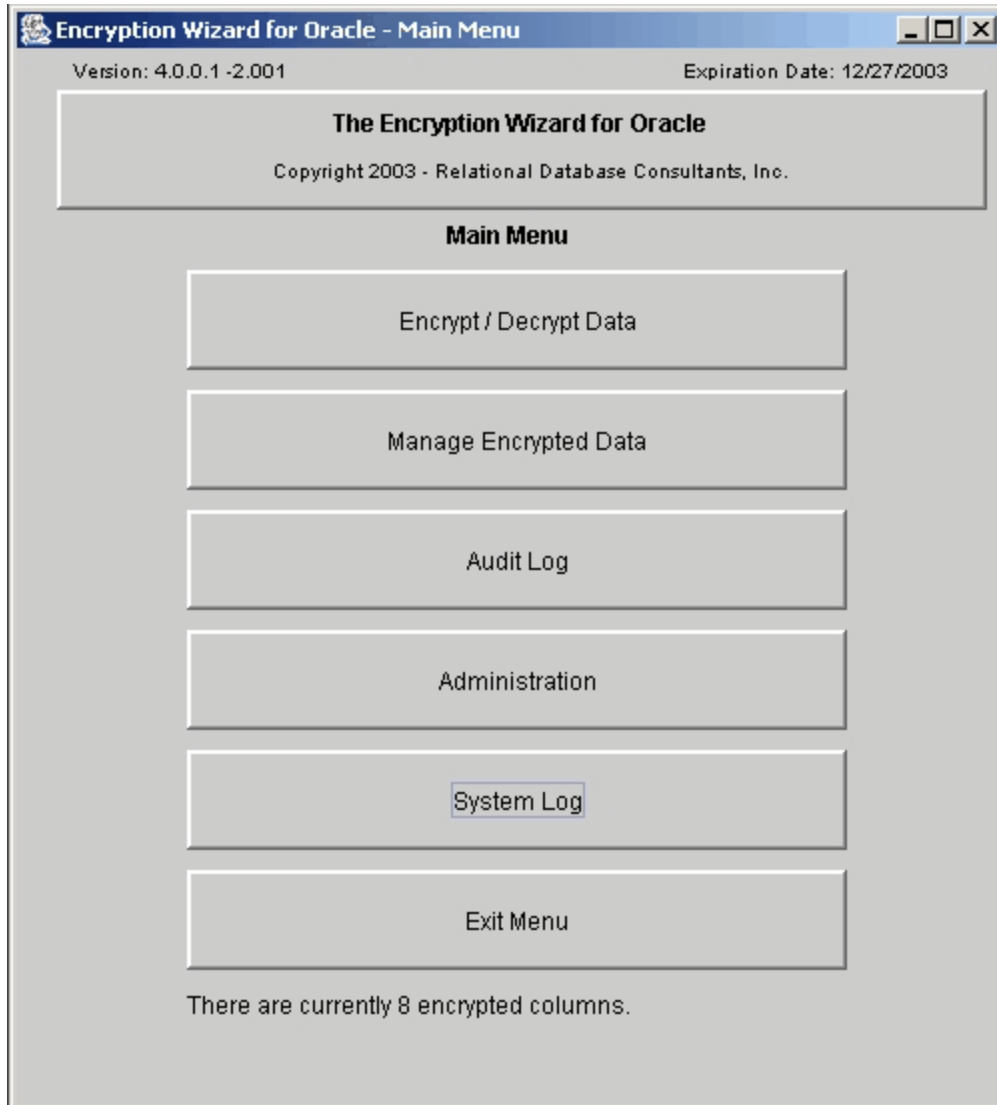 Encryption Wizard for Oracle - Main Menu
Version: 4.0.0.1 -2.001 Expiration Date: 12/27/2003
The Encryption Wizard for Oracle
Copyright 2003 - Relational Database Consultants, Inc.
Main Menu
Encrypt / Decrypt Data
Manage Encrypted Data
Audit Log
Administration
System Log
Exit Menu
There are currently 8 encrypted columns.